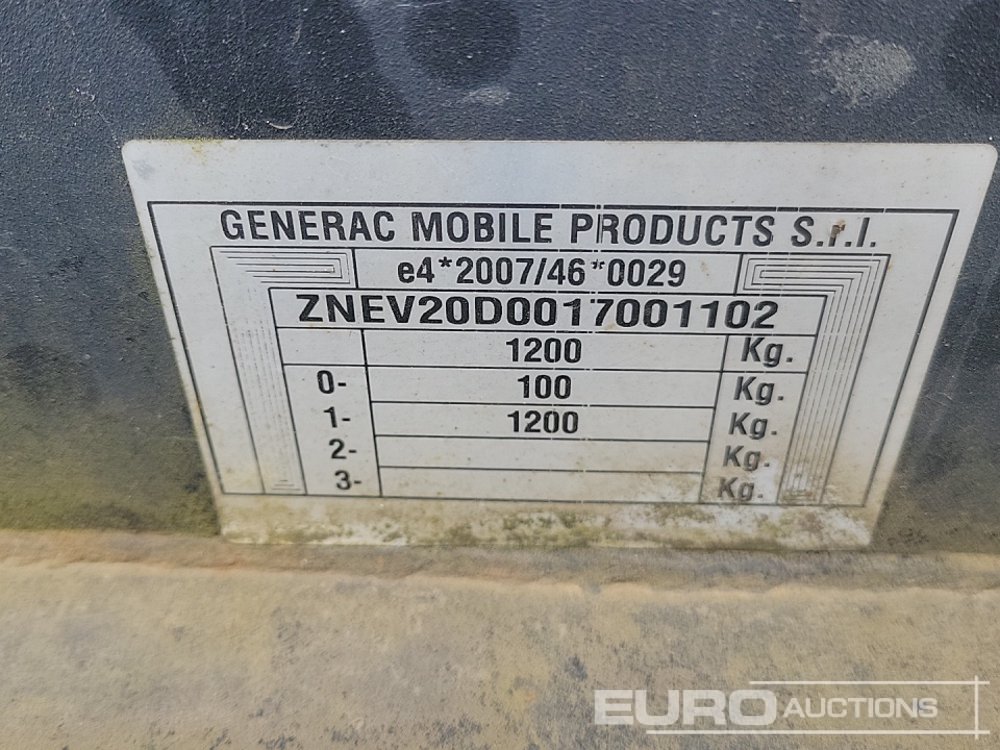 GENERAC MOBILE PRODUCTS S.r.l.
e4*2007/46*0029
ZNEV20D0017001102
1200 Kg.
0- 100 Kg.
1- 1200 Kg.
2- Kg.
3- Kg.
EURO AUCTIONS